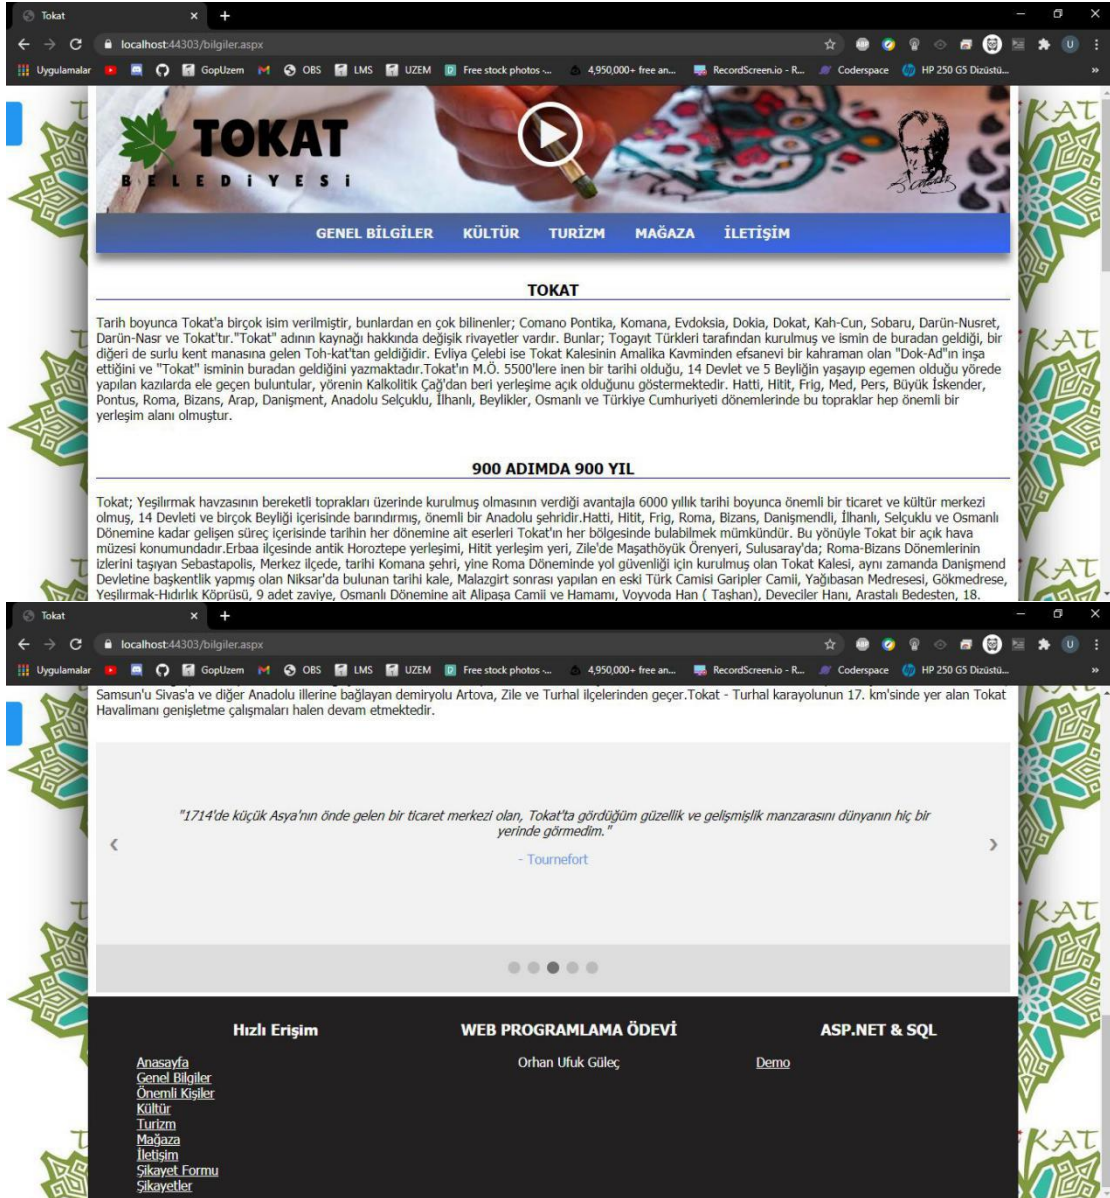 Tokat
localhost:44303/bilgiler.aspx
Uygulamalar GopUzem OBS LMS UZEM Free stock photos -... 4,950,000+ free an... RecordScreen.io - R... Coderspace HP 250 G5 Dizüstü... »
TOKAT
BELEDİYESİ
GENEL BİLGİLER KÜLTÜR TURİZM MAĞAZA İLETİŞİM
TOKAT
Tarih boyunca Tokat'a birçok isim verilmiştir, bunlardan en çok bilinenler; Comano Pontika, Komana, Evdoksia, Dokia, Dokat, Kah-Cun, Sobaru, Darün-Nusret,
Darün-Nasr ve Tokat'tır."Tokat" adının kaynağı hakkında değişik rivayetler vardır. Bunlar; Togayıt Türkleri tarafından kurulmuş ve ismin de buradan geldiği, bir
diğeri de surlu kent manasına gelen Toh-kat'tan geldiğidir. Evliya Çelebi ise Tokat Kalesinin Amalika Kavminden efsanevi bir kahraman olan "Dok-Ad"ın inşa
ettiğini ve "Tokat" isminin buradan geldiğini yazmaktadır.Tokat'ın M.Ö. 5500'lere inen bir tarihi olduğu, 14 Devlet ve 5 Beyliğin yaşayıp egemen olduğu yörede
yapılan kazılarda ele geçen buluntular, yörenin Kalkolitik Çağ'dan beri yerleşime açık olduğunu göstermektedir. Hatti, Hitit, Frig, Med, Pers, Büyük İskender,
Pontus, Roma, Bizans, Arap, Danişment, Anadolu Selçuklu, İlhanlı, Beylikler, Osmanlı ve Türkiye Cumhuriyeti dönemlerinde bu topraklar hep önemli bir
yerleşim alanı olmuştur.
900 ADIMDA 900 YIL
Tokat; Yeşilırmak havzasının bereketli toprakları üzerinde kurulmuş olmasının verdiği avantajla 6000 yıllık tarihi boyunca önemli bir ticaret ve kültür merkezi
olmuş, 14 Devleti ve birçok Beyliği içerisinde barındırmış, önemli bir Anadolu şehridir.Hatti, Hitit, Frig, Roma, Bizans, Danişmendli, İlhanlı, Selçuklu ve Osmanlı
Dönemine kadar gelişen süreç içerisinde tarihin her dönemine ait eserleri Tokat'ın her bölgesinde bulabilmek mümkündür. Bu yönüyle Tokat bir açık hava
müzesi konumundadır.Erbaa ilçesinde antik Horoztepe yerleşimi, Hitit yerleşim yeri, Zile'de Maşathöyük Örenyeri, Sulusaray'da; Roma-Bizans Dönemlerinin
izlerini taşıyan Sebastapolis, Merkez ilçede, tarihi Komana şehri, yine Roma Döneminde yol güvenliği için kurulmuş olan Tokat Kalesi, aynı zamanda Danişmend
Devletine başkentlik yapmış olan Niksar'da bulunan tarihi kale, Malazgirt sonrası yapılan en eski Türk Camisi Garipler Camii, Yağıbasan Medresesi, Gökmedrese,
Yeşilırmak-Hıdırlık Köprüsü, 9 adet zaviye, Osmanlı Dönemine ait Alipaşa Camii ve Hamamı, Voyvoda Han ( Taşhan), Deveciler Hanı, Arastalı Bedesten, 18.
Tokat
localhost:44303/bilgiler.aspx
Uygulamalar GopUzem OBS LMS UZEM Free stock photos -... 4,950,000+ free an... RecordScreen.io - R... Coderspace HP 250 G5 Dizüstü... »
Samsun'u Sivas'a ve diğer Anadolu illerine bağlayan demiryolu Artova, Zile ve Turhal ilçelerinden geçer.Tokat - Turhal karayolunun 17. km'sinde yer alan Tokat
Havalimanı genişletme çalışmaları halen devam etmektedir.
"1714'de küçük Asya'nın önde gelen bir ticaret merkezi olan, Tokat'ta gördüğüm güzellik ve gelişmişlik manzarasını dünyanın hiç bir
yerinde görmedim."
- Tournefort
Hızlı Erişim WEB PROGRAMLAMA ÖDEVİ ASP.NET & SQL
Anasayfa Orhan Ufuk Güleç Demo
Genel Bilgiler
Önemli Kişiler
Kültür
Turizm
Mağaza
İletişim
Şikayet Formu
Şikayetler